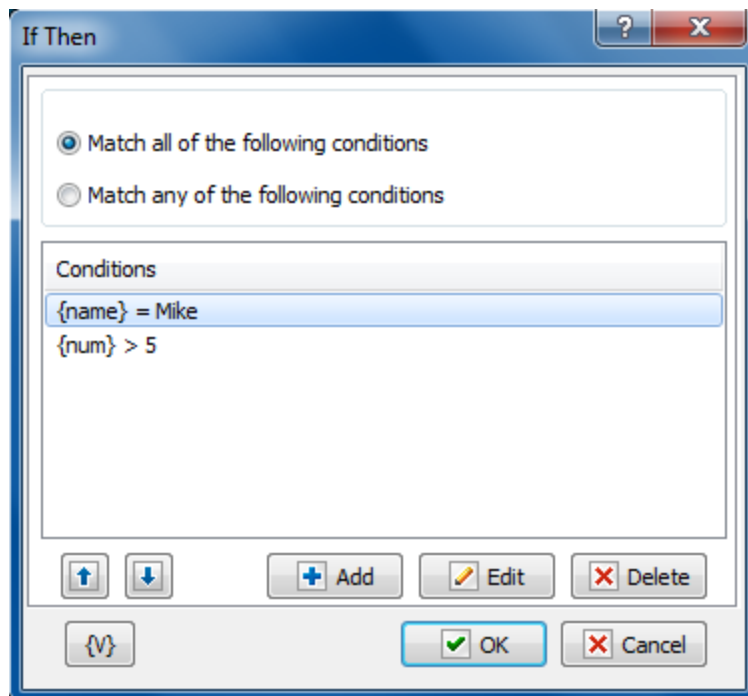 If Then
?
Match all of the following conditions
Match any of the following conditions
Conditions
{name} = Mike
{num} > 5
Add Edit Delete
{V} OK Cancel